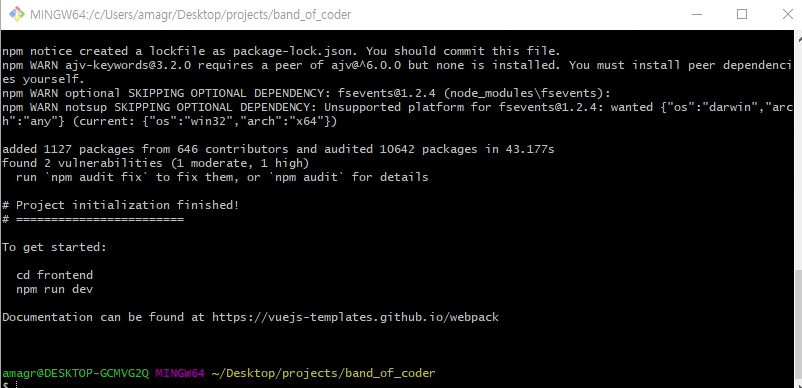 MINGW64:/c/Users/amagr/Desktop/projects/band_of_coder
npm notice created a lockfile as package-lock.json. You should commit this file.
npm WARN ajv-keywords@3.2.0 requires a peer of ajv@^6.0.0 but none is installed. You must install peer dependenci
es yourself.
npm WARN optional SKIPPING OPTIONAL DEPENDENCY: fsevents@1.2.4 (node_modules\fsevents):
npm WARN notsup SKIPPING OPTIONAL DEPENDENCY: Unsupported platform for fsevents@1.2.4: wanted {"os":"darwin","arc
h":"any"} (current: {"os":"win32","arch":"x64"})
added 1127 packages from 646 contributors and audited 10642 packages in 43.177s
found 2 vulnerabilities (1 moderate, 1 high)
  run `npm audit fix` to fix them, or `npm audit` for details
# Project initialization finished!
# ========================
To get started:
  cd frontend
  npm run dev
Documentation can be found at https://vuejs-templates.github.io/webpack
amagr@DESKTOP-GCMVG2Q MINGW64 ~/Desktop/projects/band_of_coder
$